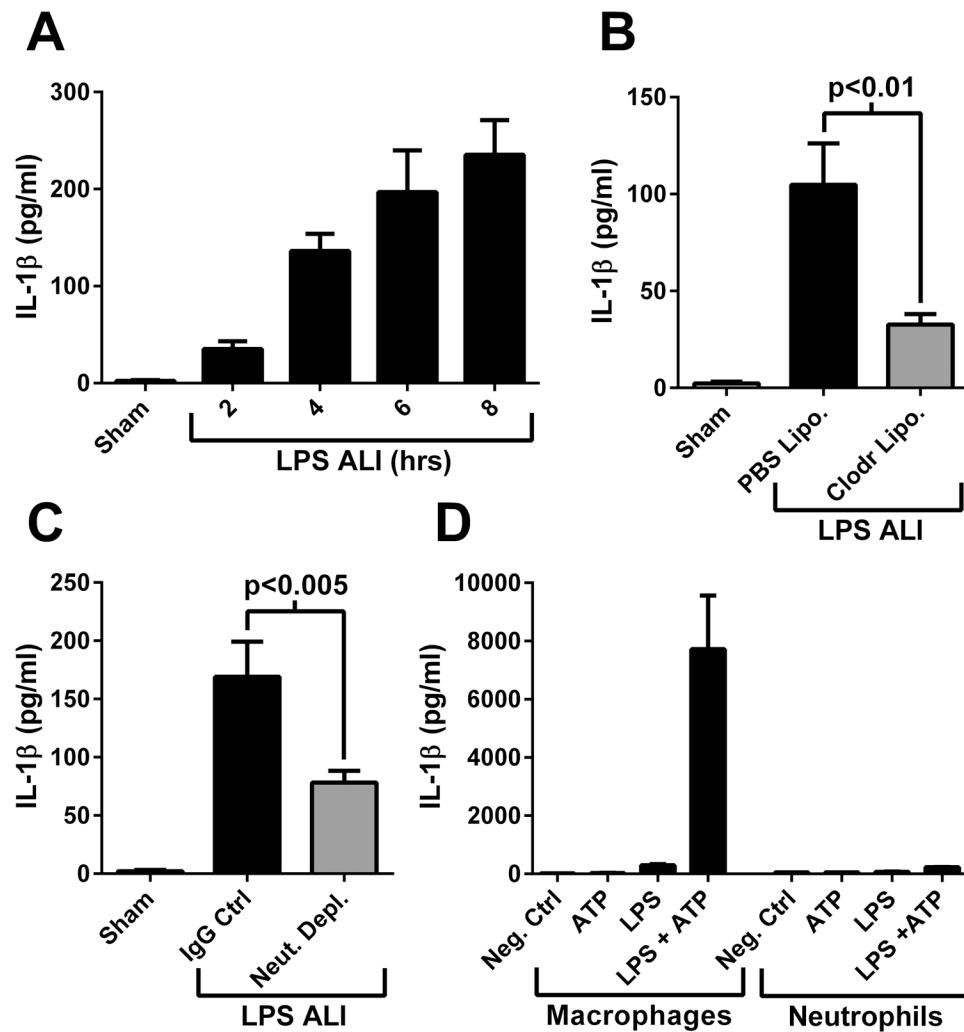 A
IL-1β (pg/ml)
300
200
100
0
Sham
2
4
6
8
LPS ALI (hrs)
B
p<0.01
IL-1β (pg/ml)
150
100
50
0
Sham
PBS Lipo.
Clodr Lipo.
LPS ALI
C
p<0.005
IL-1β (pg/ml)
250
200
150
100
50
0
Sham
IgG Ctrl
Neut. Depl.
LPS ALI
D
IL-1β (pg/ml)
10000
8000
6000
4000
2000
0
Neg. Ctrl
ATP
LPS
LPS + ATP
Neg. Ctrl
ATP
LPS
LPS +ATP
Macrophages
Neutrophils